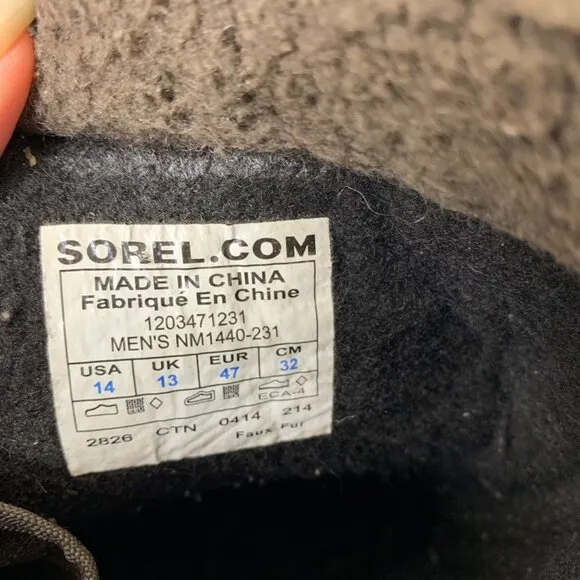 SOREL.COM
MADE IN CHINA
Fabriqué En Chine
1203471231
MEN'S NM1440-231
USA UK EUR CM
14 13 47 32
ECA-4
2826 CTN 0414 214
Faux Fur